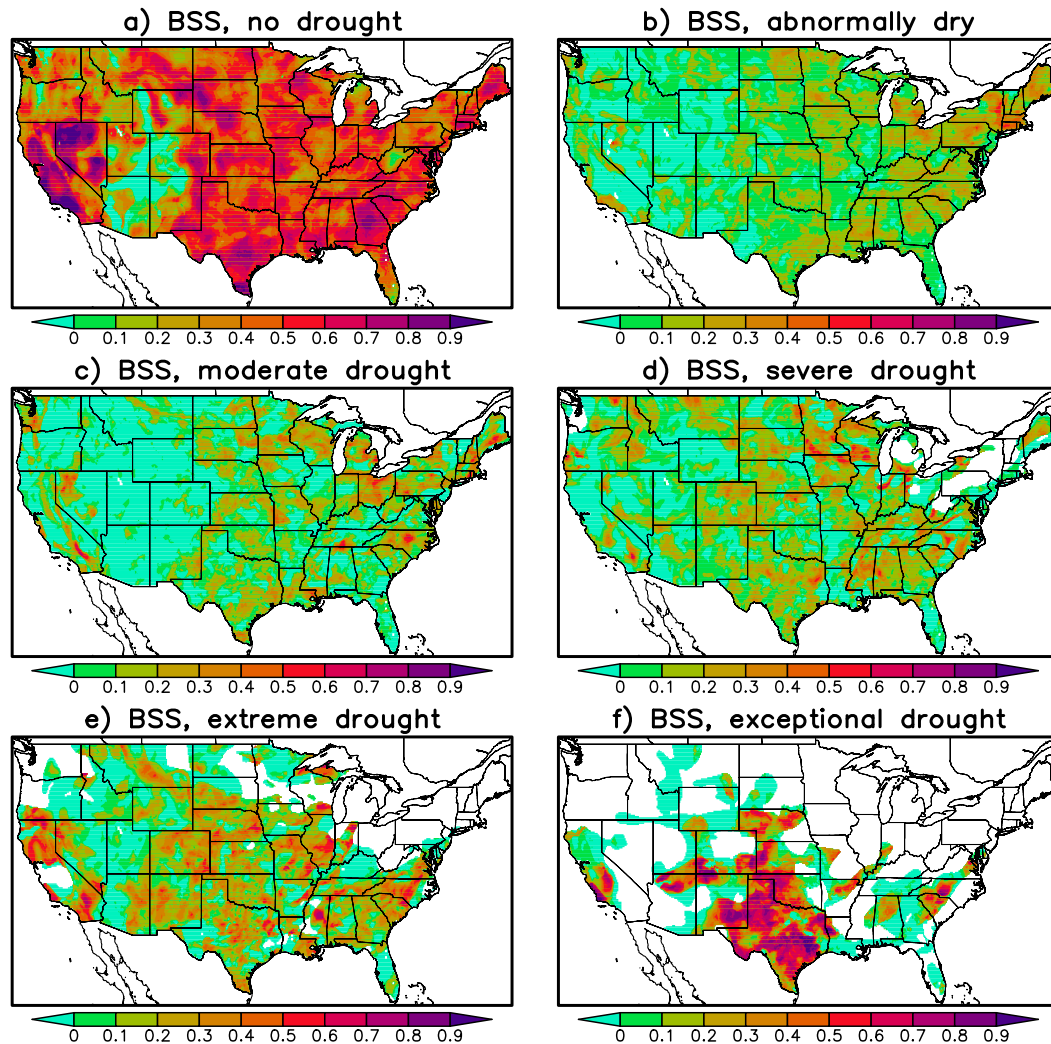 a) BSS, no drought
b) BSS, abnormally dry
0 0.1 0.2 0.3 0.4 0.5 0.6 0.7 0.8 0.9
0 0.1 0.2 0.3 0.4 0.5 0.6 0.7 0.8 0.9
c) BSS, moderate drought
d) BSS, severe drought
0 0.1 0.2 0.3 0.4 0.5 0.6 0.7 0.8 0.9
0 0.1 0.2 0.3 0.4 0.5 0.6 0.7 0.8 0.9
e) BSS, extreme drought
f) BSS, exceptional drought
0 0.1 0.2 0.3 0.4 0.5 0.6 0.7 0.8 0.9
0 0.1 0.2 0.3 0.4 0.5 0.6 0.7 0.8 0.9